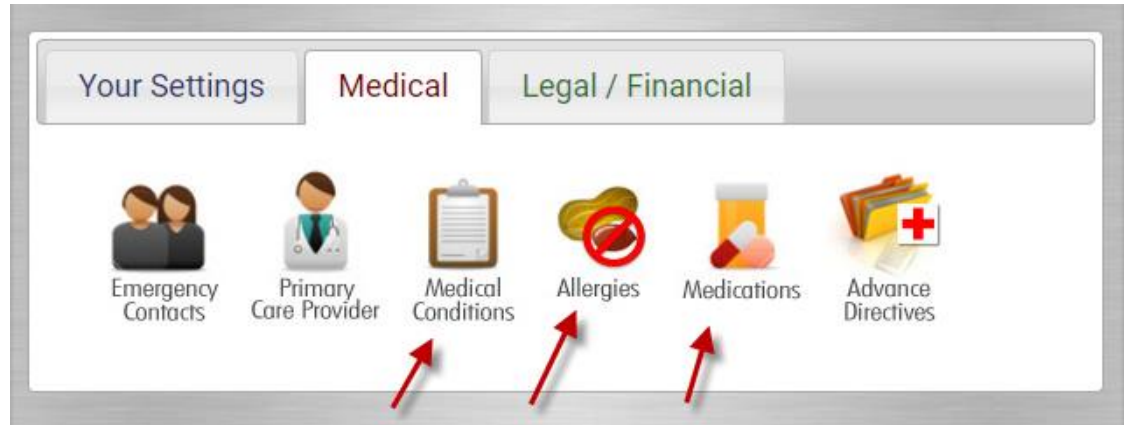 Your Settings
Medical
Legal / Financial
Emergency
Contacts
Primary
Care Provider
Medical
Conditions
Allergies
Medications
Advance
Directives